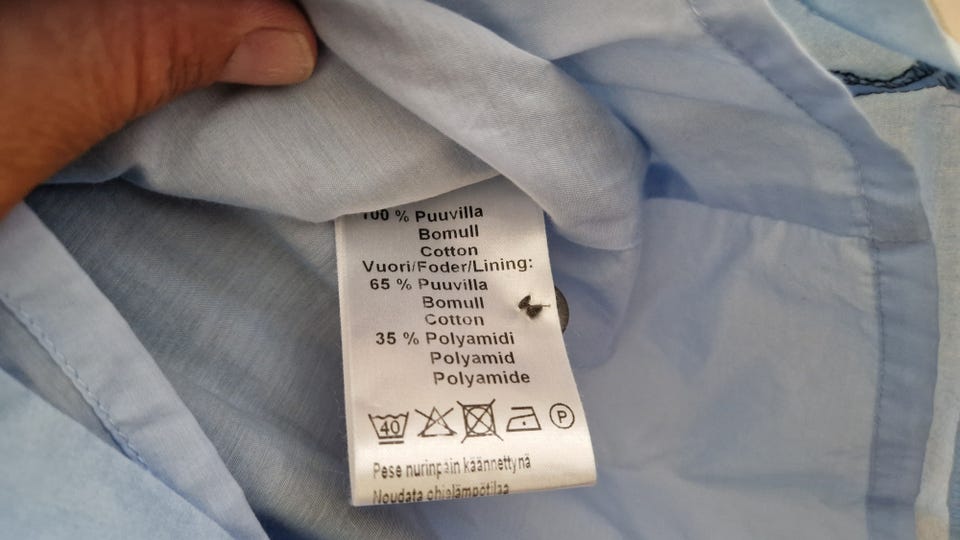 100 % Puuvilla
Bomull
Cotton
Vuori/Foder/Lining:
65 % Puuvilla
Bomull
Cotton
35 % Polyamidi
Polyamid
Polyamide
40 P
Pese nurinpäin käännettynä
Noudata ohjelämpötilaa